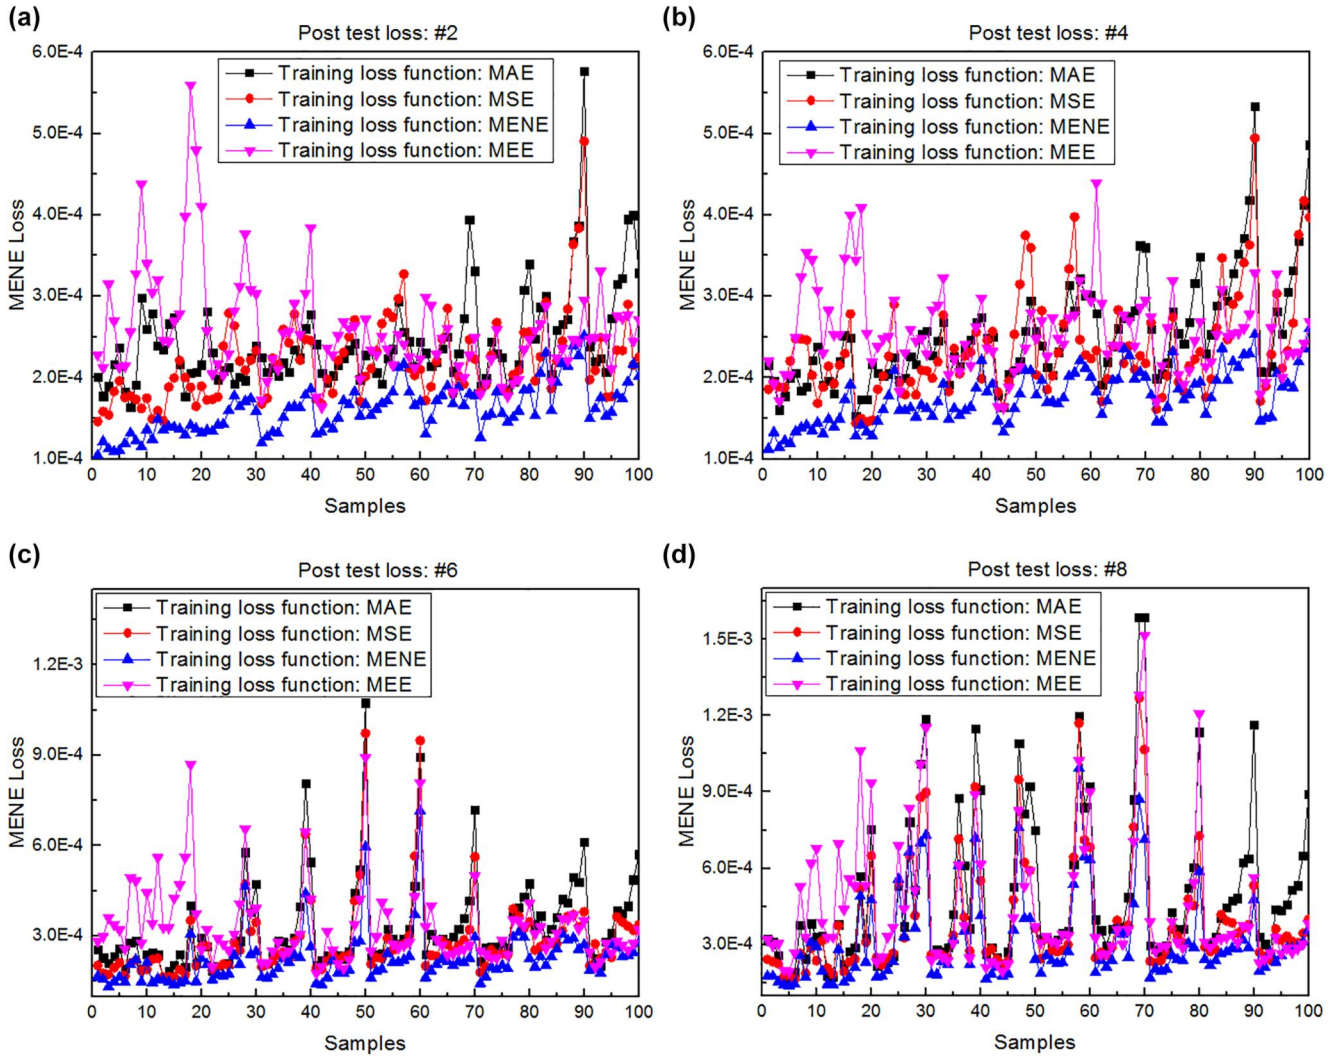 (a)
Post test loss: #2
6.0E-4
5.0E-4
4.0E-4
3.0E-4
2.0E-4
1.0E-4
MENE Loss
Training loss function: MAE
Training loss function: MSE
Training loss function: MENE
Training loss function: MEE
0 10 20 30 40 50 60 70 80 90 100
Samples
(b)
Post test loss: #4
6.0E-4
5.0E-4
4.0E-4
3.0E-4
2.0E-4
1.0E-4
MENE Loss
Training loss function: MAE
Training loss function: MSE
Training loss function: MENE
Training loss function: MEE
0 10 20 30 40 50 60 70 80 90 100
Samples
(c)
Post test loss: #6
1.2E-3
9.0E-4
6.0E-4
3.0E-4
MENE Loss
Training loss function: MAE
Training loss function: MSE
Training loss function: MENE
Training loss function: MEE
0 10 20 30 40 50 60 70 80 90 100
Samples
(d)
Post test loss: #8
1.5E-3
1.2E-3
9.0E-4
6.0E-4
3.0E-4
MENE Loss
Training loss function: MAE
Training loss function: MSE
Training loss function: MENE
Training loss function: MEE
0 10 20 30 40 50 60 70 80 90 100
Samples